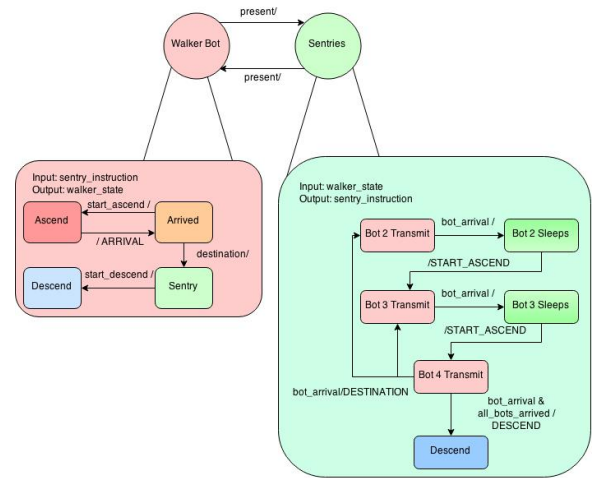 present/
Walker Bot
Sentries
present/
Input: sentry_instruction
Output: walker_state
start_ascend /
Ascend
Arrived
/ ARRIVAL
destination/
start_descend /
Descend
Sentry
Input: walker_state
Output: sentry_instruction
Bot 2 Transmit
bot_arrival /
Bot 2 Sleeps
/START_ASCEND
Bot 3 Transmit
bot_arrival /
Bot 3 Sleeps
/START_ASCEND
Bot 4 Transmit
bot_arrival/DESTINATION
bot_arrival &
all_bots_arrived /
DESCEND
Descend